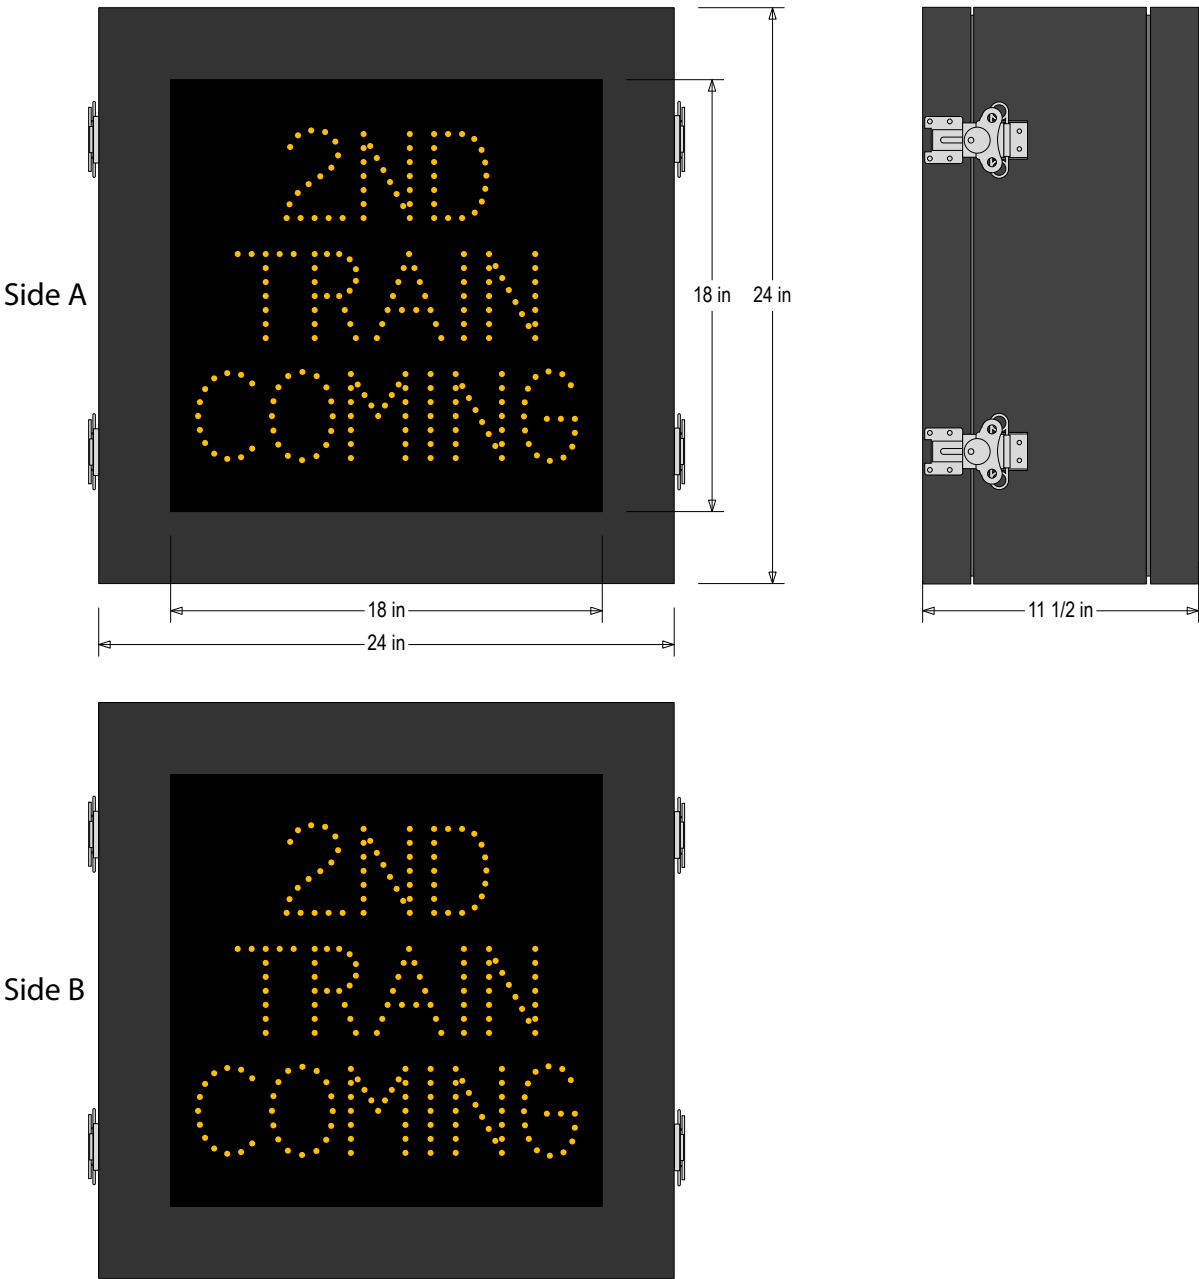 2ND
TRAIN
COMING
Side A
18 in
24 in
18 in
24 in
11 1/2 in
2ND
TRAIN
COMING
Side B